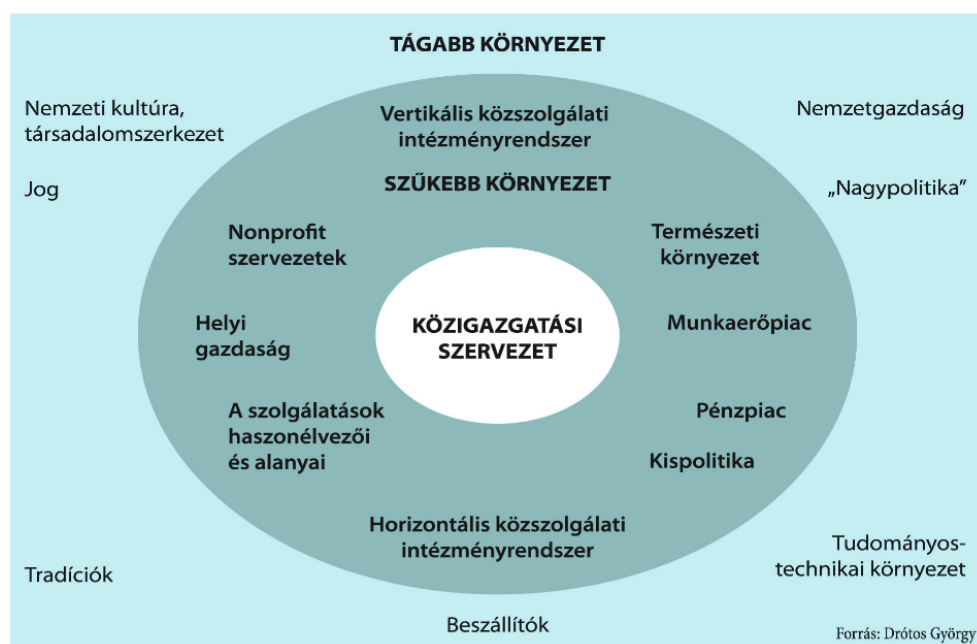 TÁGABB KÖRNYEZET
Nemzeti kultúra,
társadalomszerkezet
Vertikális közszolgálati
intézményrendszer
Nemzetgazdaság
Jog
SZŰKEBB KÖRNYEZET
„Nagypolitika”
Nonprofit
szervezetek
Természeti
környezet
Helyi
gazdaság
KÖZIGAZGATÁSI
SZERVEZET
Munkaerőpiac
A szolgálatások
haszonélvezői
és alanyai
Pénzpiac
Kispolitika
Horizontális közszolgálati
intézményrendszer
Tradíciók
Tudományos-
technikai környezet
Beszállítók
Forrás: Drótos György